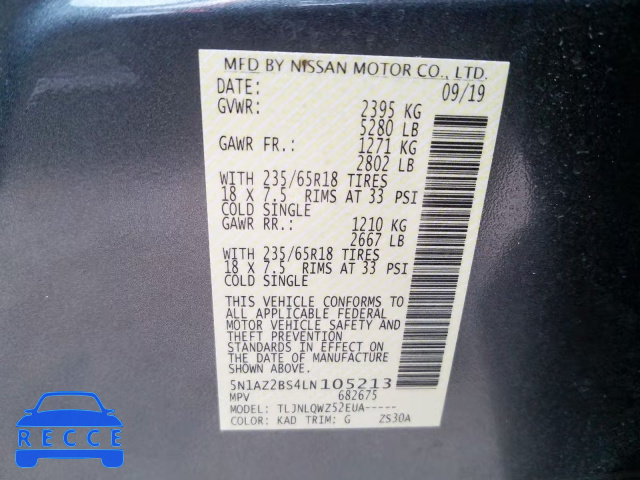 MFD BY NISSAN MOTOR CO., LTD.
DATE: 09/19
GVWR: 2395 KG
5280 LB
GAWR FR.: 1271 KG
2802 LB
WITH 235/65R18 TIRES
18 X 7.5 RIMS AT 33 PSI
COLD SINGLE
GAWR RR.: 1210 KG
2667 LB
WITH 235/65R18 TIRES
18 X 7.5 RIMS AT 33 PSI
COLD SINGLE
THIS VEHICLE CONFORMS TO
ALL APPLICABLE FEDERAL
MOTOR VEHICLE SAFETY AND
THEFT PREVENTION
STANDARDS IN EFFECT ON
THE DATE OF MANUFACTURE
SHOWN ABOVE.
5N1AZ2BS4LN105213
MPV 682675
MODEL: TLJNLQWZ52EUA-----
COLOR: KAD TRIM: G ZS30A
RECCE